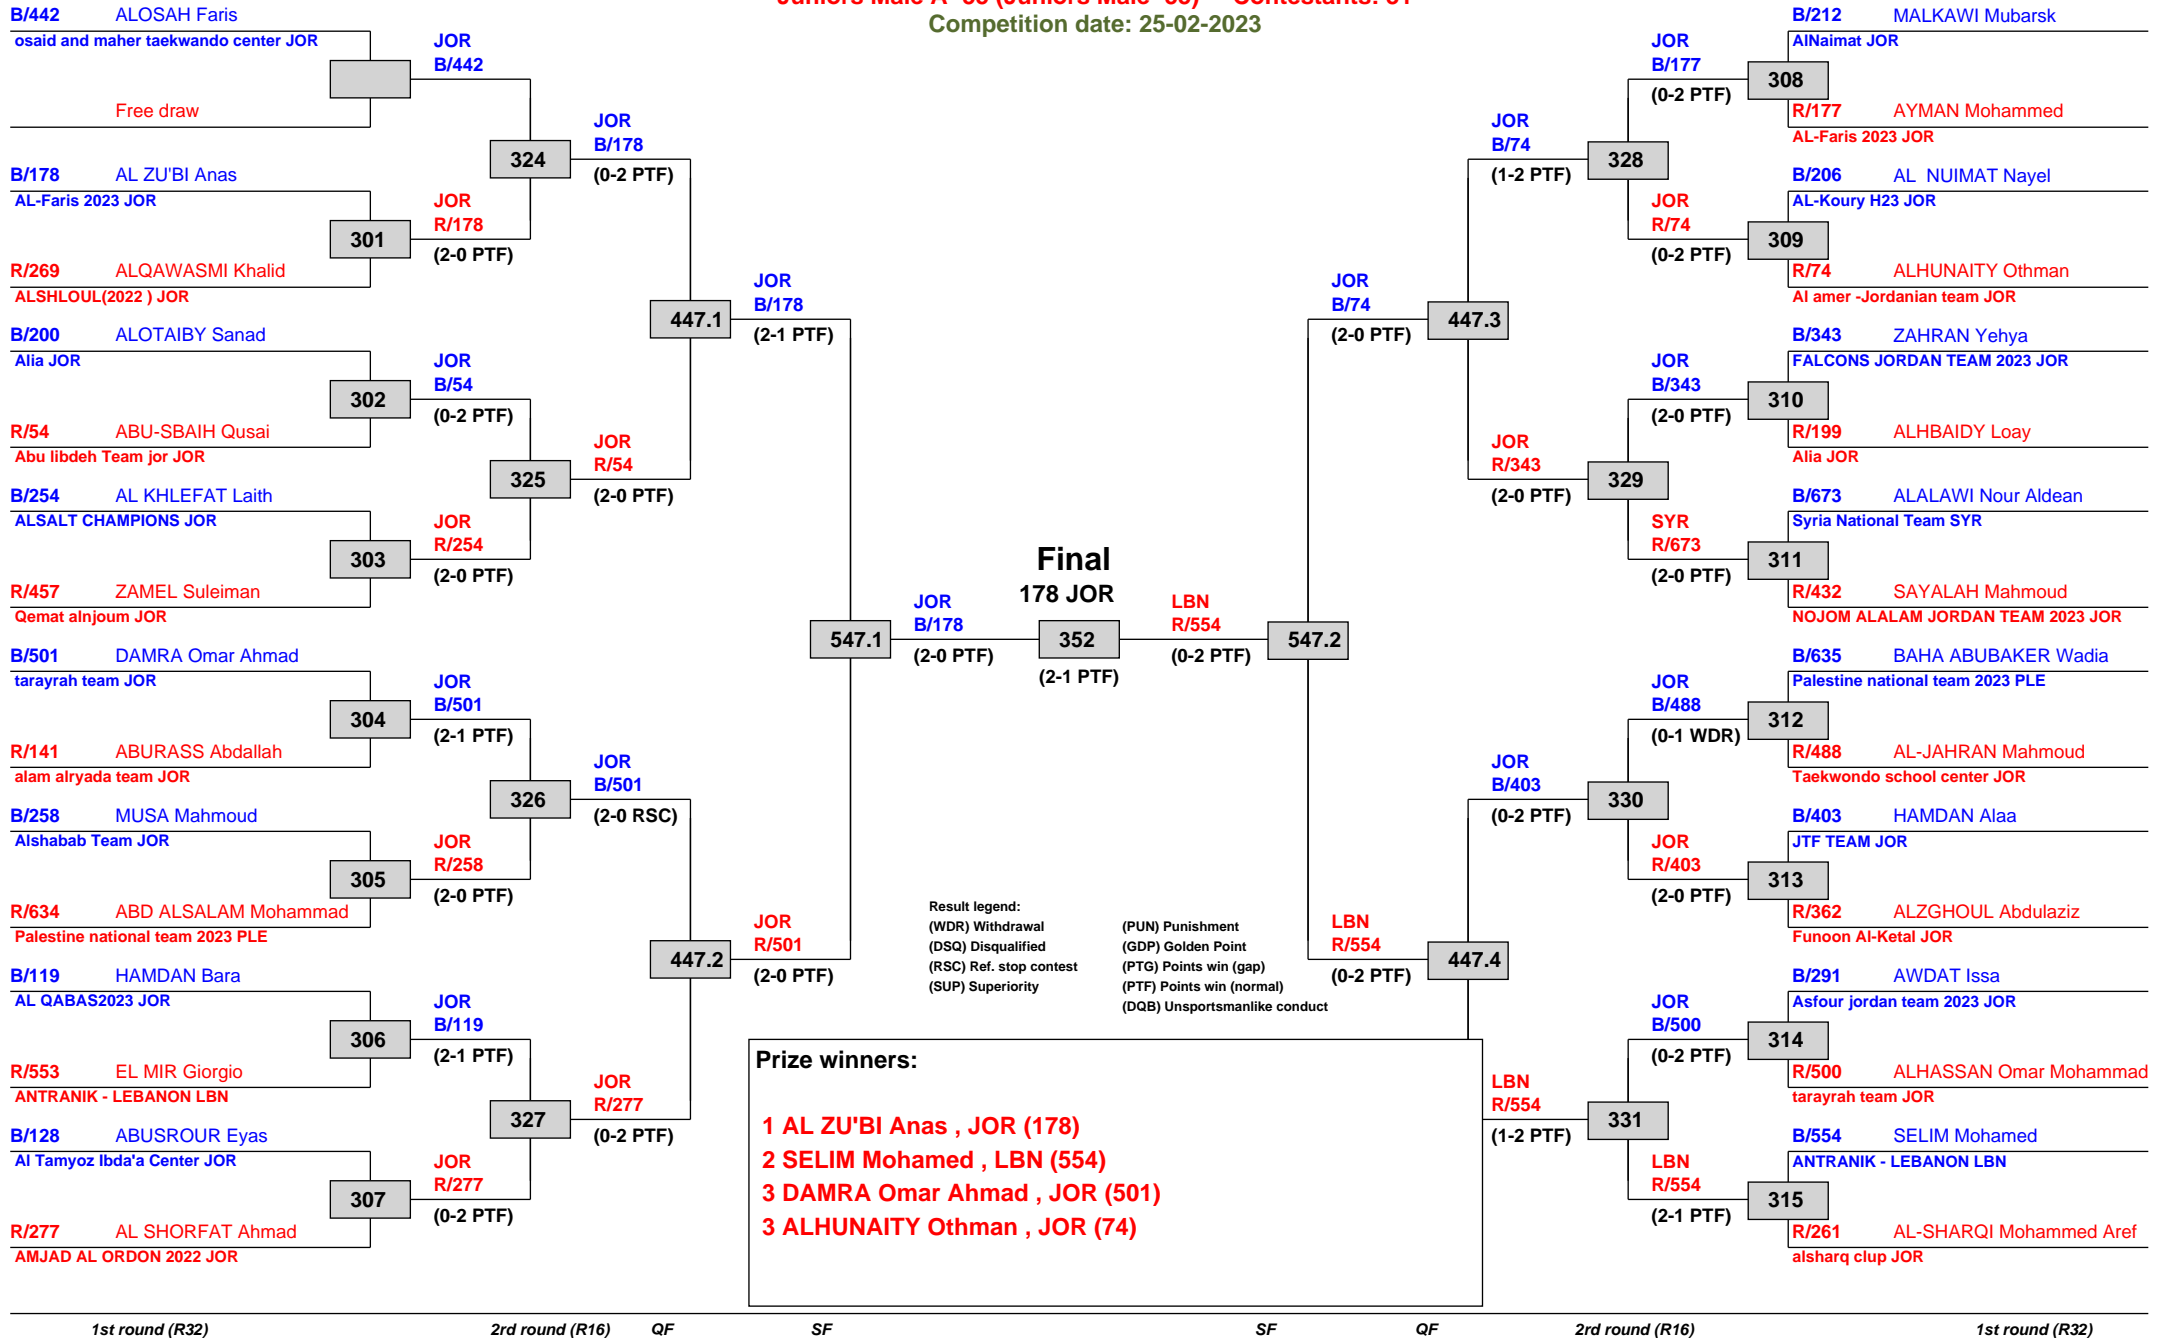 Juniors Male A -68 (Juniors Male -68)    Contestants: 31
Competition date: 25-02-2023
B/442 ALOSAH Faris
osaid and maher taekwando center JOR
Free draw
B/178 AL ZU'BI Anas
AL-Faris 2023 JOR
301
R/269 ALQAWASMI Khalid
ALSHLOUL(2022 ) JOR
B/200 ALOTAIBY Sanad
Alia JOR
302
R/54 ABU-SBAIH Qusai
Abu libdeh Team jor JOR
B/254 AL KHLEFAT Laith
ALSALT CHAMPIONS JOR
303
R/457 ZAMEL Suleiman
Qemat alnjoum JOR
B/501 DAMRA Omar Ahmad
tarayrah team JOR
304
R/141 ABURASS Abdallah
alam alryada team JOR
B/258 MUSA Mahmoud
Alshabab Team JOR
305
R/634 ABD ALSALAM Mohammad
Palestine national team 2023 PLE
B/119 HAMDAN Bara
AL QABAS2023 JOR
306
R/553 EL MIR Giorgio
ANTRANIK - LEBANON LBN
B/128 ABUSROUR Eyas
Al Tamyoz Ibda'a Center JOR
307
R/277 AL SHORFAT Ahmad
AMJAD AL ORDON 2022 JOR
JOR
B/442
324
JOR
R/178
(2-0 PTF)
JOR
B/54
(0-2 PTF)
325
JOR
R/254
(2-0 PTF)
JOR
B/501
(2-1 PTF)
326
JOR
R/258
(2-0 PTF)
JOR
B/119
(2-1 PTF)
327
JOR
R/277
(0-2 PTF)
JOR
B/178
(0-2 PTF)
447.1
JOR
R/54
(2-0 PTF)
JOR
B/501
(2-0 RSC)
447.2
JOR
R/277
(0-2 PTF)
JOR
B/178
(2-1 PTF)
547.1
JOR
R/501
(2-0 PTF)
JOR
B/178
(2-0 PTF)
Final
178 JOR
352
(2-1 PTF)
LBN
R/554
(0-2 PTF)
547.2
JOR
B/74
(2-0 PTF)
447.3
LBN
R/554
(0-2 PTF)
447.4
JOR
B/74
(1-2 PTF)
328
JOR
R/343
(2-0 PTF)
329
JOR
B/403
(0-2 PTF)
330
LBN
R/554
(1-2 PTF)
331
JOR
B/177
(0-2 PTF)
308
JOR
R/74
(0-2 PTF)
309
JOR
B/343
(2-0 PTF)
310
SYR
R/673
(2-0 PTF)
311
JOR
B/488
(0-1 WDR)
312
JOR
R/403
(2-0 PTF)
313
JOR
B/500
(0-2 PTF)
314
LBN
R/554
(2-1 PTF)
315
B/212 MALKAWI Mubarsk
AlNaimat JOR
R/177 AYMAN Mohammed
AL-Faris 2023 JOR
B/206 AL  NUIMAT Nayel
AL-Koury H23 JOR
R/74 ALHUNAITY Othman
Al amer -Jordanian team JOR
B/343 ZAHRAN Yehya
FALCONS JORDAN TEAM 2023 JOR
R/199 ALHBAIDY Loay
Alia JOR
B/673 ALALAWI Nour Aldean
Syria National Team SYR
R/432 SAYALAH Mahmoud
NOJOM ALALAM JORDAN TEAM 2023 JOR
B/635 BAHA ABUBAKER Wadia
Palestine national team 2023 PLE
R/488 AL-JAHRAN Mahmoud
Taekwondo school center JOR
B/403 HAMDAN Alaa
JTF TEAM JOR
R/362 ALZGHOUL Abdulaziz
Funoon Al-Ketal JOR
B/291 AWDAT Issa
Asfour jordan team 2023 JOR
R/500 ALHASSAN Omar Mohammad
tarayrah team JOR
B/554 SELIM Mohamed
ANTRANIK - LEBANON LBN
R/261 AL-SHARQI Mohammed Aref
alsharq clup JOR
Result legend:
(WDR) Withdrawal
(DSQ) Disqualified
(RSC) Ref. stop contest
(SUP) Superiority
(PUN) Punishment
(GDP) Golden Point
(PTG) Points win (gap)
(PTF) Points win (normal)
(DQB) Unsportsmanlike conduct
Prize winners:
1 AL ZU'BI Anas , JOR (178)
2 SELIM Mohamed , LBN (554)
3 DAMRA Omar Ahmad , JOR (501)
3 ALHUNAITY Othman , JOR (74)
1st round (R32) 2rd round (R16) QF SF SF QF 2rd round (R16) 1st round (R32)